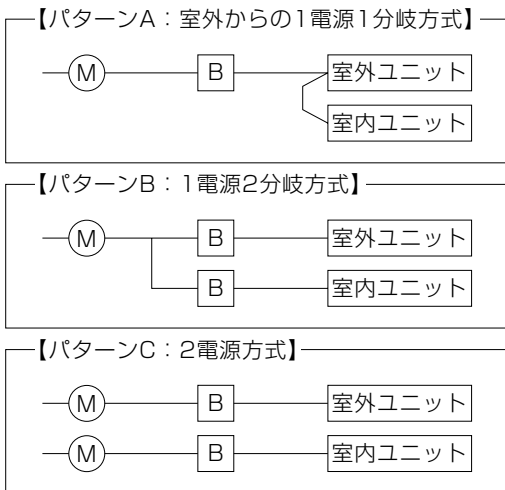 【パターンA：室外からの1電源1分岐方式】
M B 室外ユニット
室内ユニット
【パターンB：1電源2分岐方式】
M B 室外ユニット
B 室内ユニット
【パターンC：2電源方式】
M B 室外ユニット
M B 室内ユニット